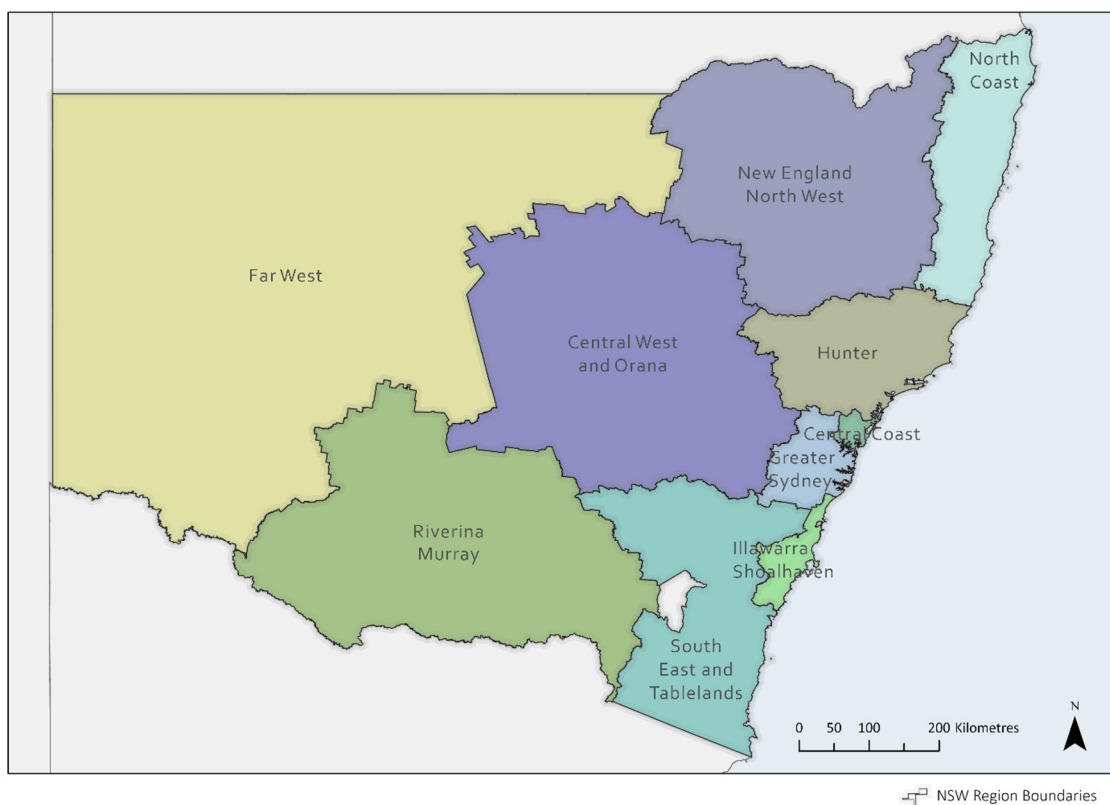 North
Coast
New England
North West
Far West
Central West
and Orana
Hunter
Central Coast
Greater
Sydney
Riverina
Murray
Illawarra
Shoalhaven
South
East and
Tablelands
N
0 50 100 200 Kilometres
NSW Region Boundaries